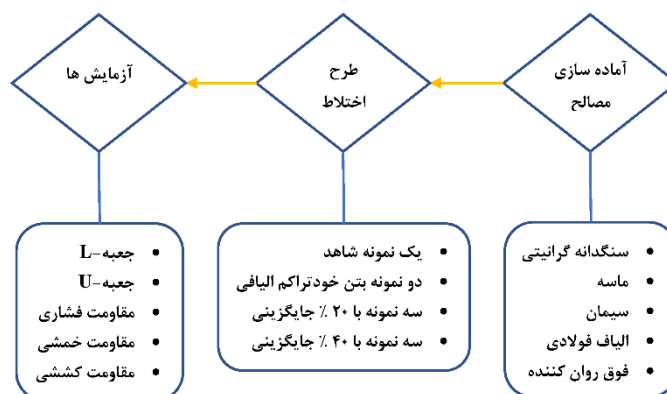 آماده سازی
مصالح
طرح
اختلاط
آزمایش ها
• سنگدانه گرانیتی
• ماسه
• سیمان
• الیاف فولادی
• فوق روان کننده
• یک نمونه شاهد
• دو نمونه بتن خودتراکم الیافی
• سه نمونه با ۲۰ ٪ جایگزینی
• سه نمونه با ۴۰ ٪ جایگزینی
• جعبه-L
• جعبه-U
• مقاومت فشاری
• مقاومت خمشی
• مقاومت کششی